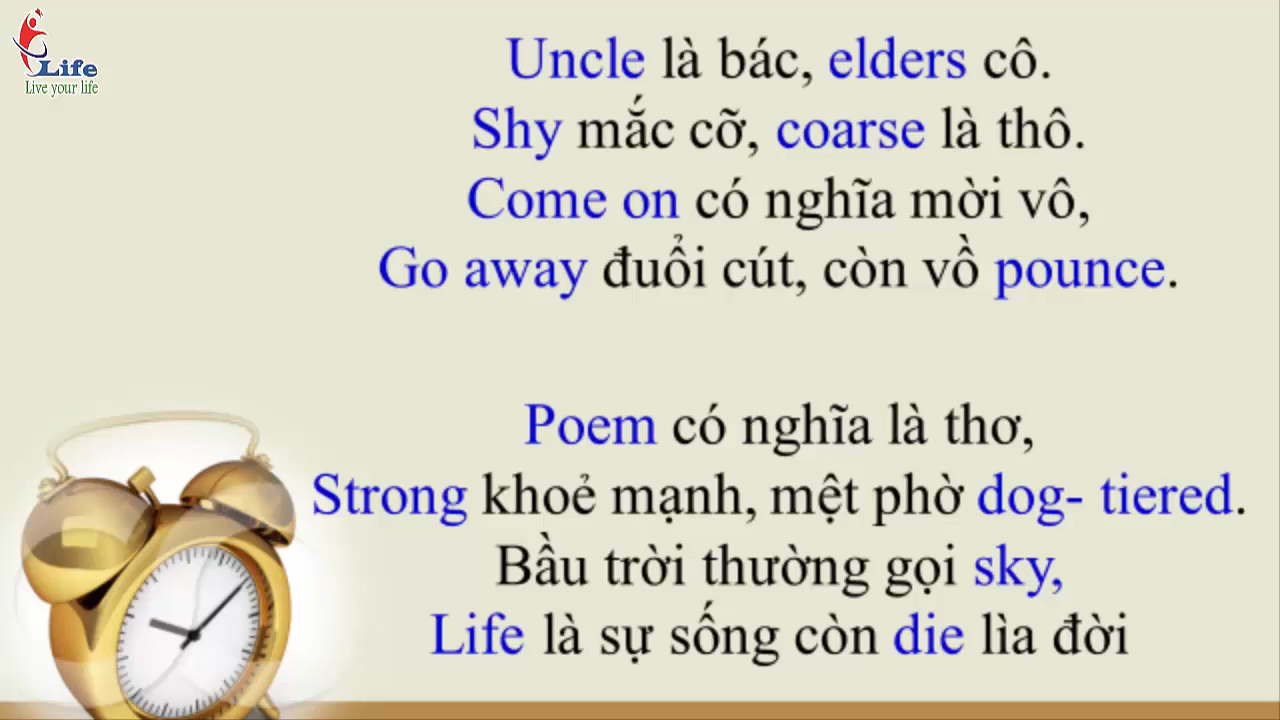 Life
Live your life
Uncle là bác, elders cô.
Shy mắc cỡ, coarse là thô.
Come on có nghĩa mời vô,
Go away đuổi cút, còn vồ pounce.
Poem có nghĩa là thơ,
Strong khoẻ mạnh, mệt phờ dog- tiered.
Bầu trời thường gọi sky,
Life là sự sống còn die lìa đời